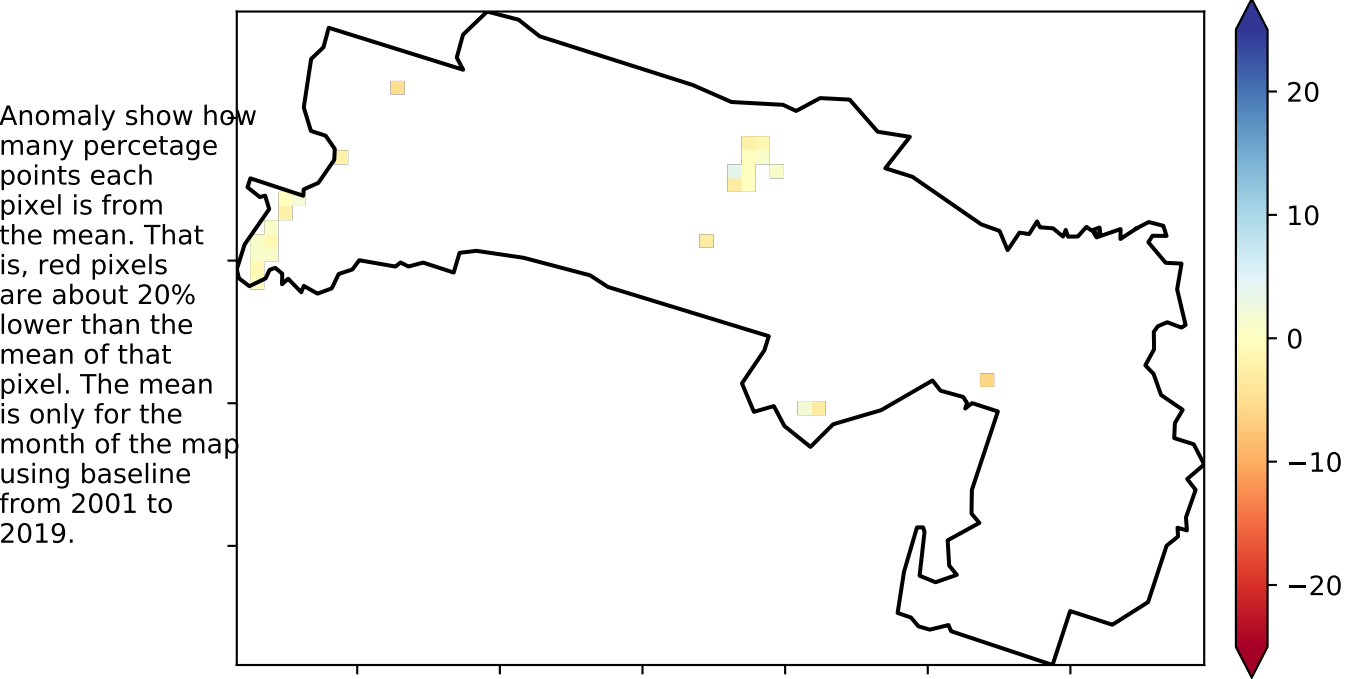 Anomaly show how
many percetage
points each
pixel is from
the mean. That
is, red pixels
are about 20%
lower than the
mean of that
pixel. The mean
is only for the
month of the map
using baseline
from 2001 to
2019.
20
10
0
−10
−20